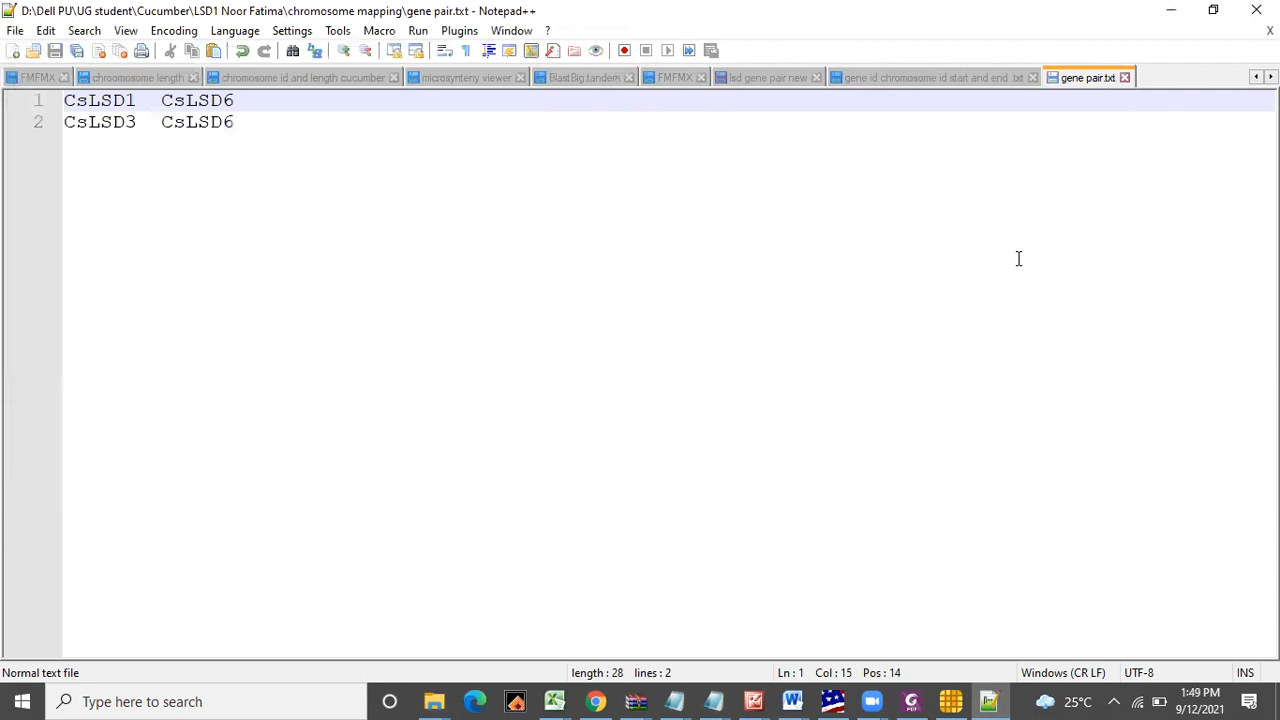 D:\Dell PU\UG student\Cucumber\LSD1 Noor Fatima\chromosome mapping\gene pair.txt - Notepad++
File Edit Search View Encoding Language Settings Tools Macro Run Plugins Window ? X
FMFMX chroomosome length chromosome id and length cucumber microsynteny viewer BlastBig.tandem FMFMX lsd gene pair new gene id chromosome id start and end .txt gene pair.txt
1 CsLSD1 CsLSD6
2 CsLSD3 CsLSD6
Normal text file length : 28 lines : 2 Ln : 1 Col : 15 Pos : 14 Windows (CR LF) UTF-8 INS
Type here to search 25°C 1:49 PM
9/12/2021